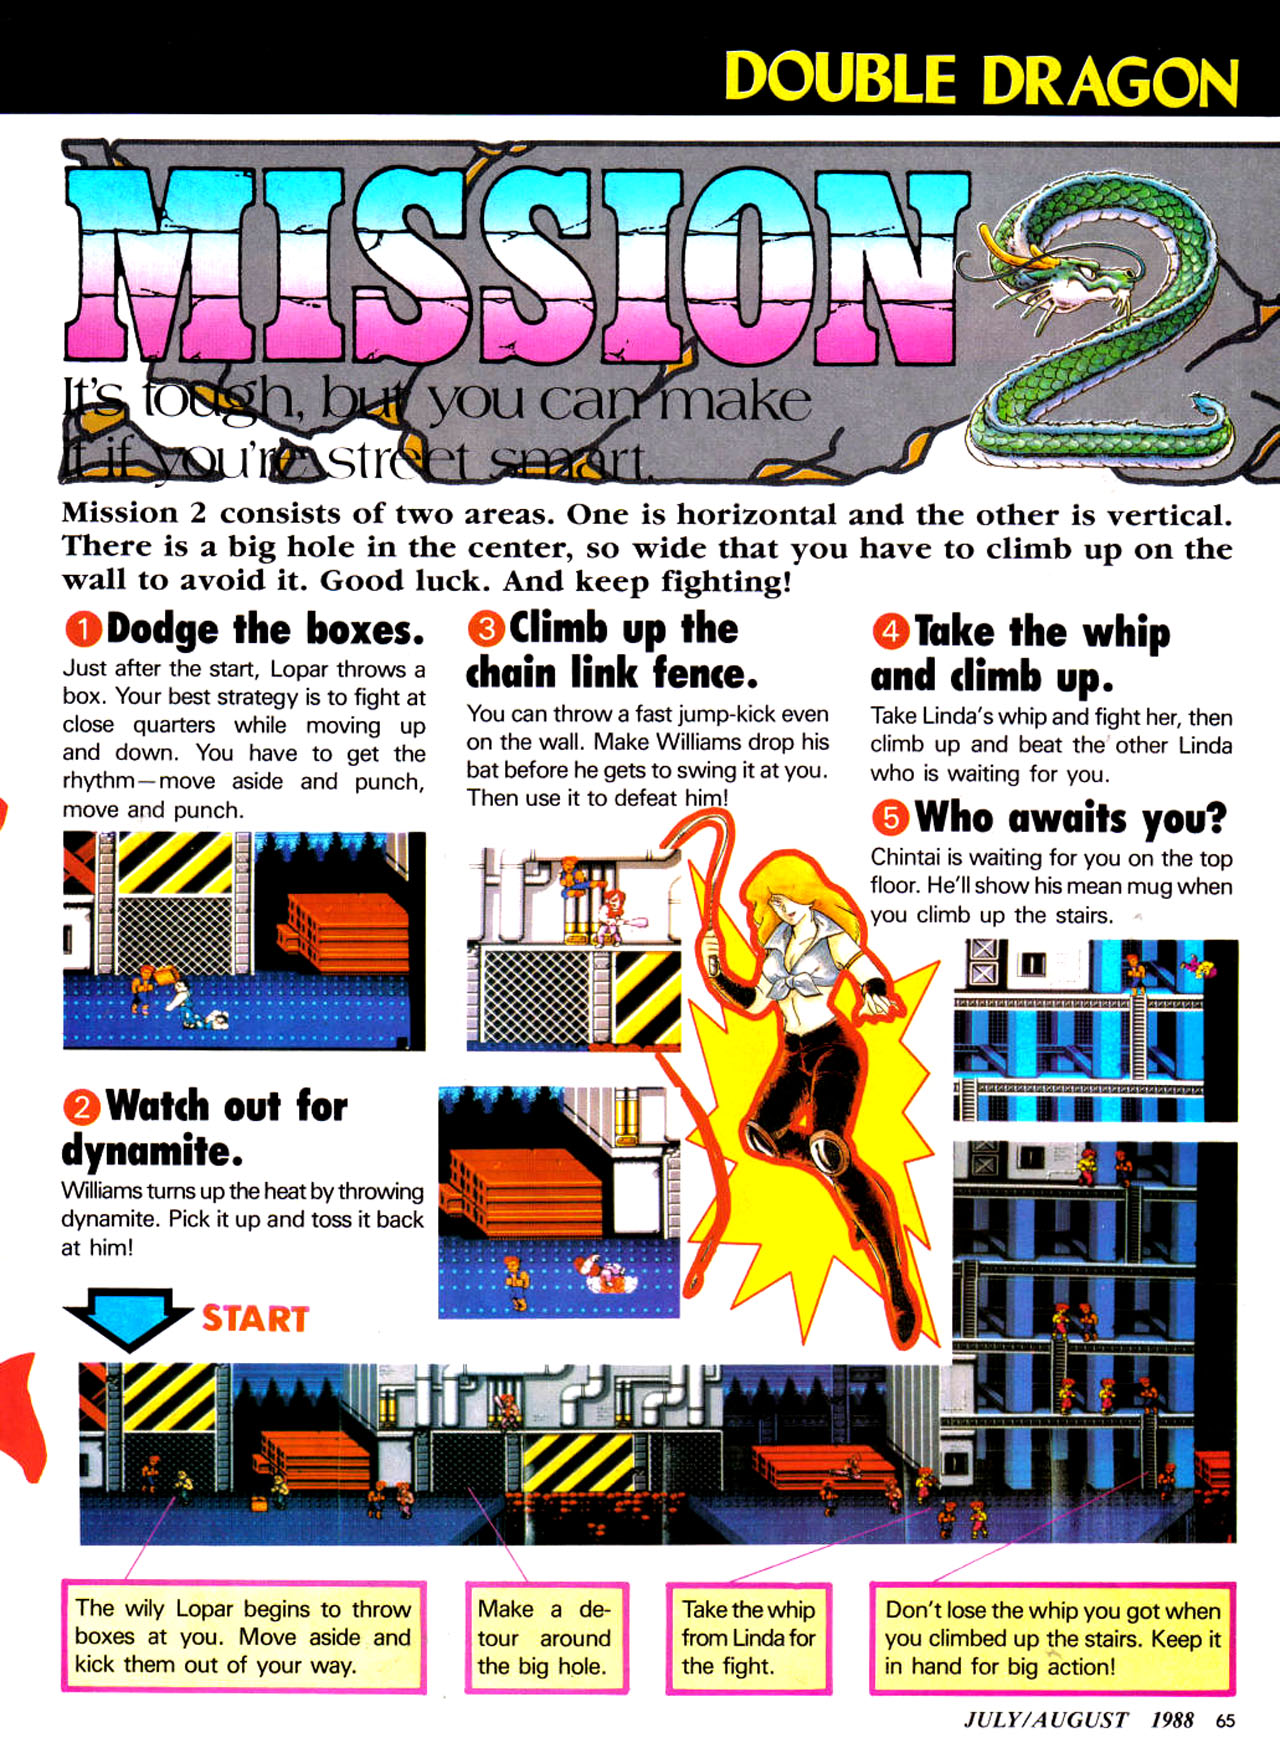 DOUBLE DRAGON
MISSION 2
It's tough, but you can make
it if you're street smart.
Mission 2 consists of two areas. One is horizontal and the other is vertical.
There is a big hole in the center, so wide that you have to climb up on the
wall to avoid it. Good luck. And keep fighting!
1 Dodge the boxes.
Just after the start, Lopar throws a
box. Your best strategy is to fight at
close quarters while moving up
and down. You have to get the
rhythm—move aside and punch,
move and punch.
2 Watch out for
dynamite.
Williams turns up the heat by throwing
dynamite. Pick it up and toss it back
at him!
3 Climb up the
chain link fence.
You can throw a fast jump-kick even
on the wall. Make Williams drop his
bat before he gets to swing it at you.
Then use it to defeat him!
4 Take the whip
and climb up.
Take Linda's whip and fight her, then
climb up and beat the other Linda
who is waiting for you.
5 Who awaits you?
Chintai is waiting for you on the top
floor. He'll show his mean mug when
you climb up the stairs.
START
The wily Lopar begins to throw
boxes at you. Move aside and
kick them out of your way.
Make a de-
tour around
the big hole.
Take the whip
from Linda for
the fight.
Don't lose the whip you got when
you climbed up the stairs. Keep it
in hand for big action!
JULY/AUGUST 1988 65